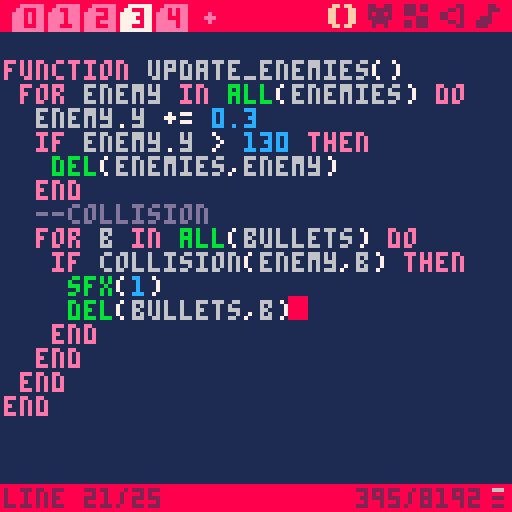 0 1 2 3 4 +
FUNCTION UPDATE_ENEMIES()
 FOR ENEMY IN ALL(ENEMIES) DO
  ENEMY.Y += 0.3
  IF ENEMY.Y > 130 THEN
   DEL(ENEMIES,ENEMY)
  END
  --COLLISION
  FOR B IN ALL(BULLETS) DO
   IF COLLISION(ENEMY,B) THEN
    SFX(1)
    DEL(BULLETS,B)
   END
  END
 END
END
LINE 21/25 395/8192